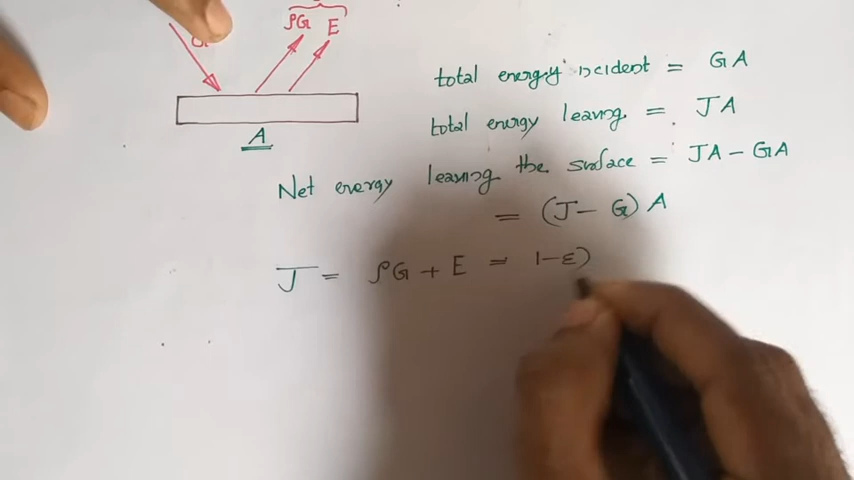 ρG E
G
A
total energy incident = GA
total energy leaving = JA
Net energy leaving the surface = JA - GA
= (J - G) A
J = ρG + E = 1-ε)